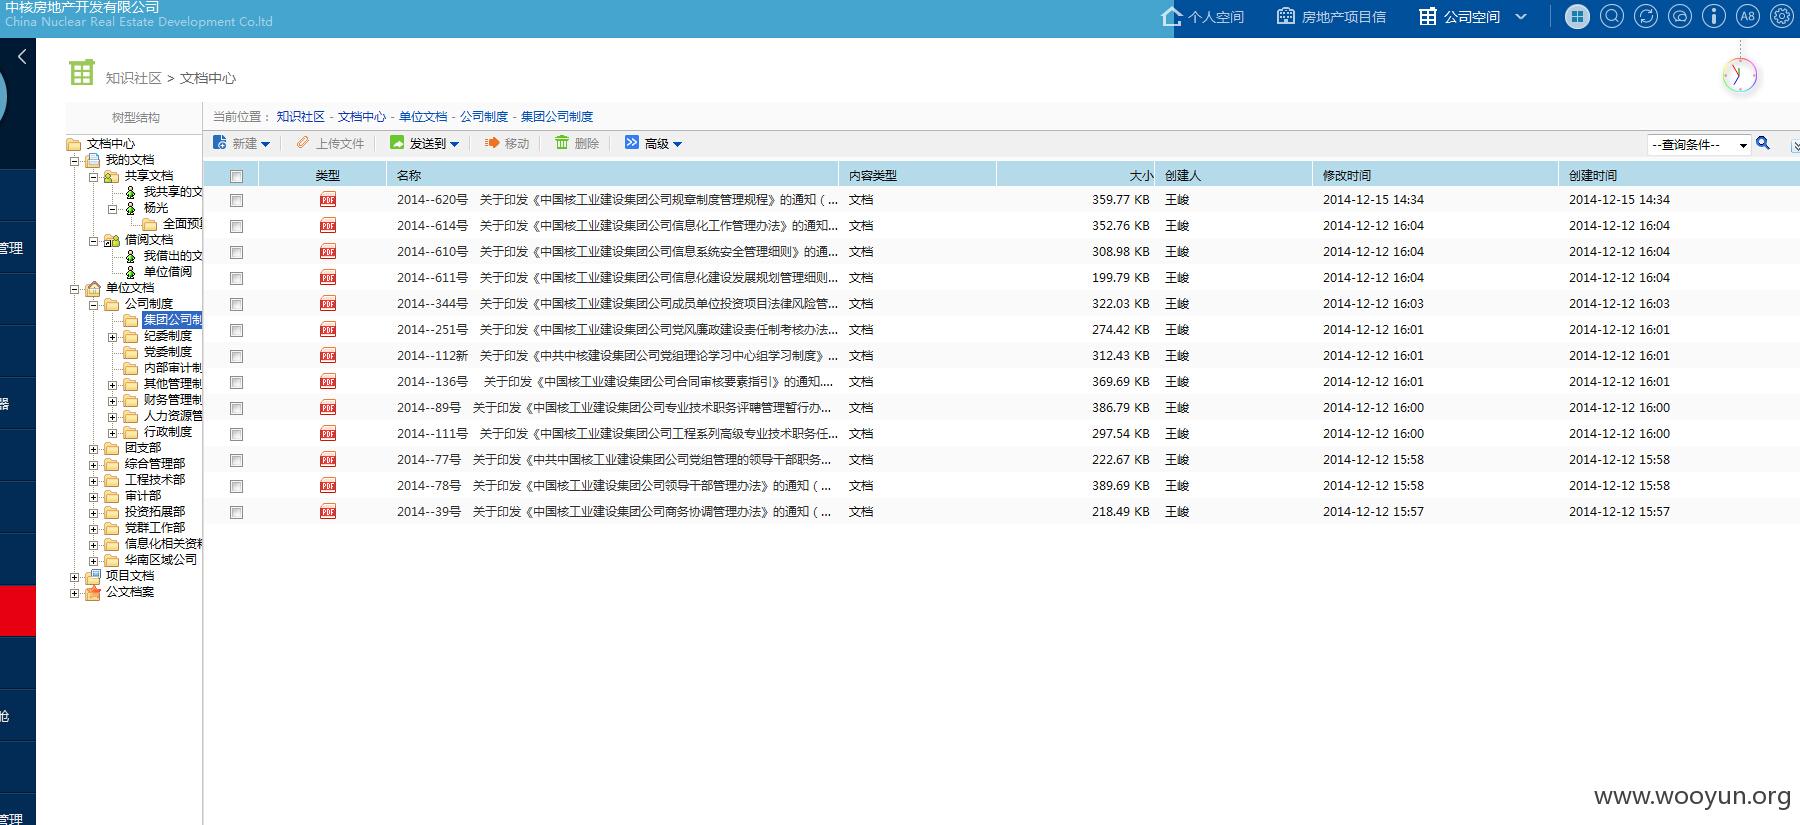 中核房地产开发有限公司
China Nuclear Real Estate Development Co.ltd
个人空间 房地产项目信 公司空间 A8
知识社区 > 文档中心
树型结构
当前位置： 知识社区 - 文档中心 - 单位文档 - 公司制度 - 集团公司制度
新建 上传文件 发送到 移动 删除 高级 --查询条件--
文档中心
我的文档
共享文档
我共享的文
杨光
全面预算
借阅文档
我借出的文
单位借阅
单位文档
公司制度
集团公司制
纪委制度
党委制度
内部审计制
其他管理制
财务管理制
人力资源管
行政制度
团支部
综合管理部
工程技术部
审计部
投资拓展部
党群工作部
信息化相关资料
华南区域公司
项目文档
公文档案
管理
器
舱
管理
类型 名称 内容类型 大小 创建人 修改时间 创建时间
PDF 2014--620号 关于印发《中国核工业建设集团公司规章制度管理规程》的通知（... 文档 359.77 KB 王峻 2014-12-15 14:34 2014-12-15 14:34
PDF 2014--614号 关于印发《中国核工业建设集团公司信息化工作管理办法》的通知... 文档 352.76 KB 王峻 2014-12-12 16:04 2014-12-12 16:04
PDF 2014--610号 关于印发《中国核工业建设集团公司信息系统安全管理细则》的通... 文档 308.98 KB 王峻 2014-12-12 16:04 2014-12-12 16:04
PDF 2014--611号 关于印发《中国核工业建设集团公司信息化建设发展规划管理细则... 文档 199.79 KB 王峻 2014-12-12 16:04 2014-12-12 16:04
PDF 2014--344号 关于印发《中国核工业建设集团公司成员单位投资项目法律风险管... 文档 322.03 KB 王峻 2014-12-12 16:03 2014-12-12 16:03
PDF 2014--251号 关于印发《中国核工业建设集团公司党风廉政建设责任制考核办法... 文档 274.42 KB 王峻 2014-12-12 16:01 2014-12-12 16:01
PDF 2014--112新 关于印发《中共中核建设集团公司党组理论学习中心组学习制度》... 文档 312.43 KB 王峻 2014-12-12 16:01 2014-12-12 16:01
PDF 2014--136号 关于印发《中国核工业建设集团公司合同审核要素指引》的通知.... 文档 369.69 KB 王峻 2014-12-12 16:01 2014-12-12 16:01
PDF 2014--89号 关于印发《中国核工业建设集团公司专业技术职务评聘管理暂行办... 文档 386.79 KB 王峻 2014-12-12 16:00 2014-12-12 16:00
PDF 2014--111号 关于印发《中国核工业建设集团公司工程系列高级专业技术职务任... 文档 297.54 KB 王峻 2014-12-12 16:00 2014-12-12 16:00
PDF 2014--77号 关于印发《中共中国核工业建设集团公司党组管理的领导干部职务... 文档 222.67 KB 王峻 2014-12-12 15:58 2014-12-12 15:58
PDF 2014--78号 关于印发《中国核工业建设集团公司领导干部管理办法》的通知（... 文档 389.69 KB 王峻 2014-12-12 15:58 2014-12-12 15:58
PDF 2014--39号 关于印发《中国核工业建设集团公司商务协调管理办法》的通知（... 文档 218.49 KB 王峻 2014-12-12 15:57 2014-12-12 15:57
www.wooyun.org